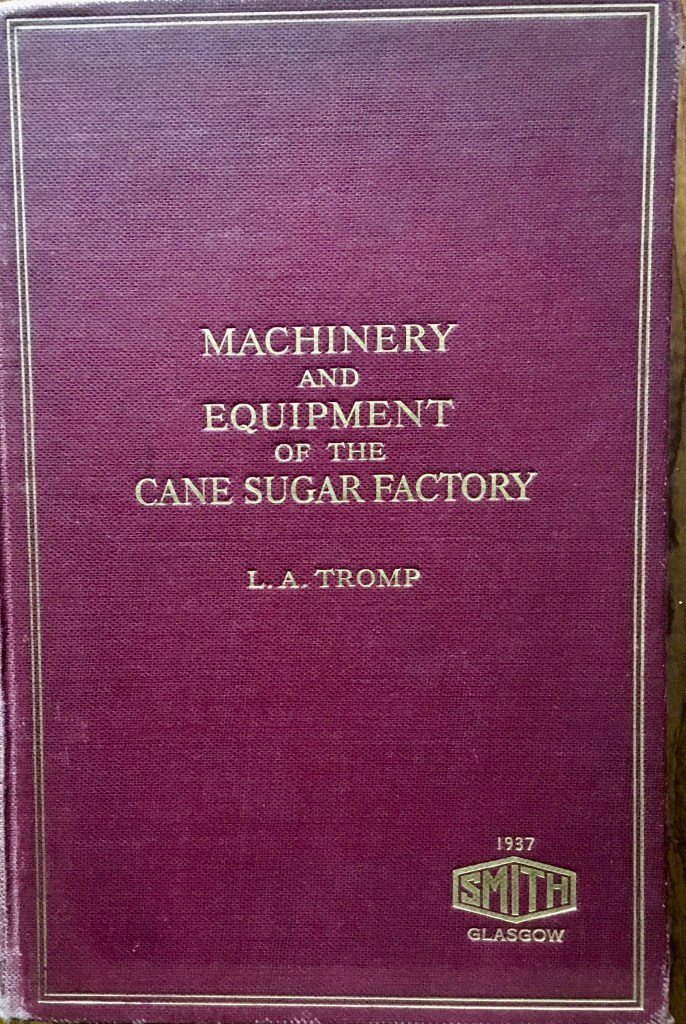 MACHINERY
AND
EQUIPMENT
OF THE
CANE SUGAR FACTORY
L. A. TROMP
1937
SMITH
GLASGOW